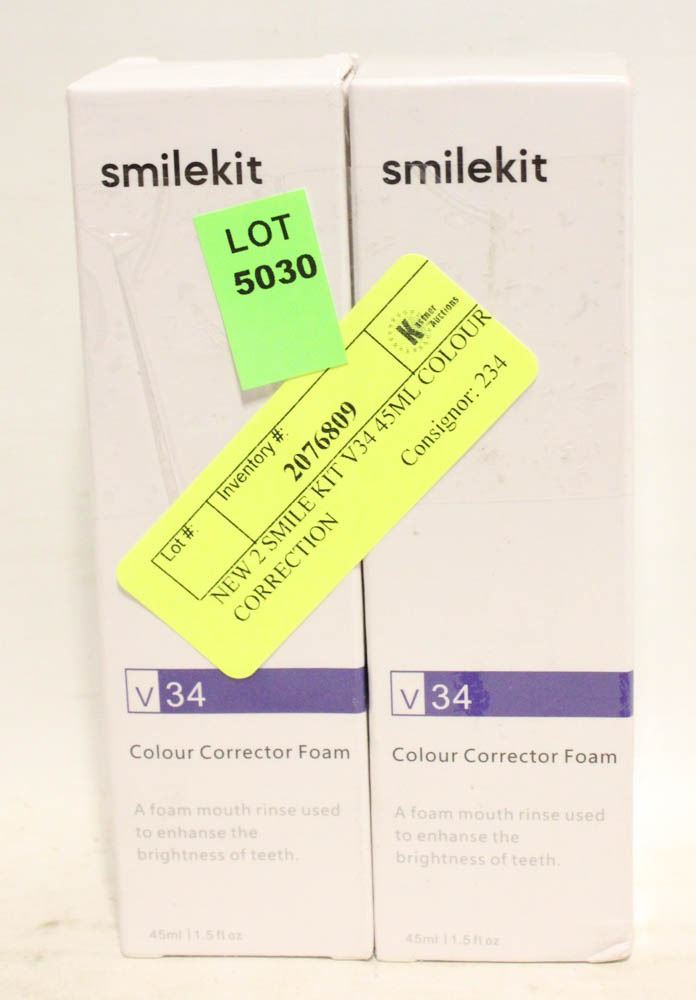 smilekit
LOT
5030
Lot #:
Inventory #:
2076809
Kastner
Auctions
NEW 2 SMILE KIT V34 45ML COLOUR
CORRECTION
Consignor: 234
V 34
Colour Corrector Foam
A foam mouth rinse used
to enhanse the
brightness of teeth.
45ml | 1.5 fl oz
smilekit
V 34
Colour Corrector Foam
A foam mouth rinse used
to enhanse the
brightness of teeth.
45ml | 1.5 fl oz